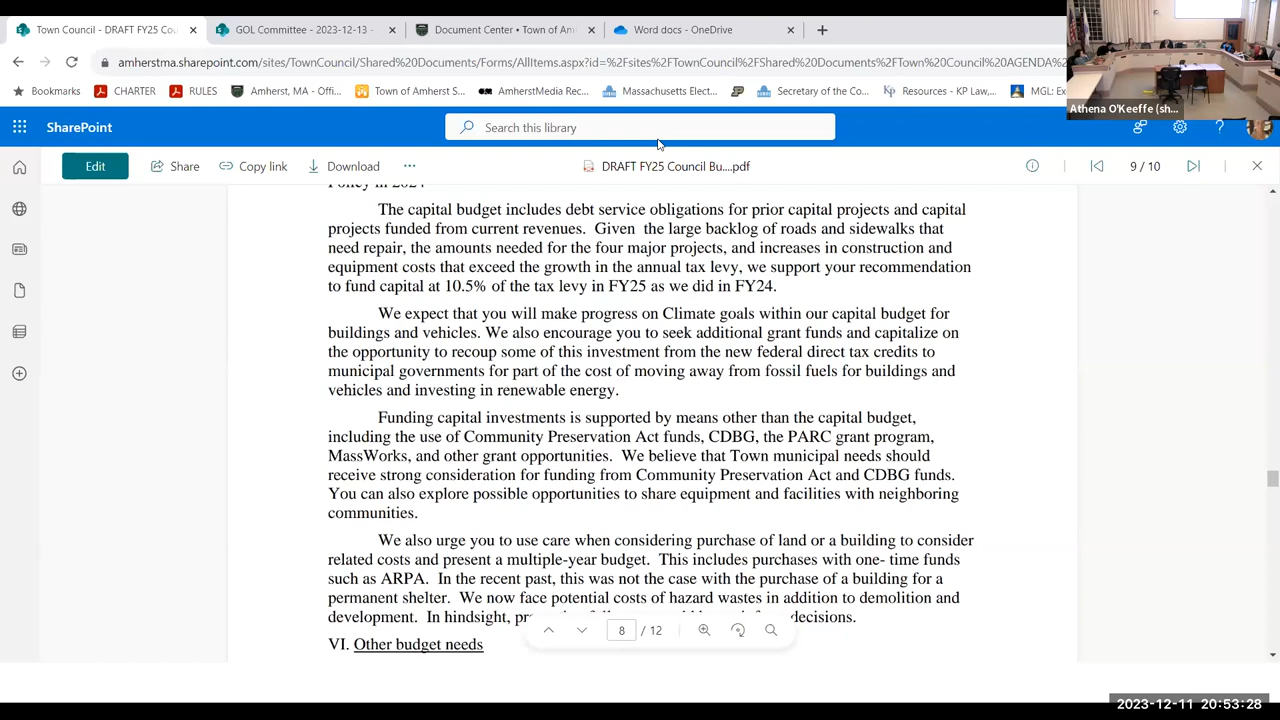 Town Council - DRAFT FY25 Cou
GOL Committee - 2023-12-13 -
Document Center • Town of Am
Word docs - OneDrive
amherstma.sharepoint.com/sites/TownCouncil/Shared%20Documents/Forms/AllItems.aspx?id=%2Fsites%2FTownCouncil%2FShared%20Documents%2FTown%20Council%20AGENDA%
Bookmarks
CHARTER
RULES
Amherst, MA - Offi...
Town of Amherst S...
AmherstMedia Rec...
Massachusetts Elect...
Secretary of the Co...
Resources - KP Law,...
MGL: Ex
Athena O'Keeffe (sh...
SharePoint
Search this library
Edit
Share
Copy link
Download
DRAFT FY25 Council Bu....pdf
9 / 10
Policy in 2024
The capital budget includes debt service obligations for prior capital projects and capital
projects funded from current revenues. Given the large backlog of roads and sidewalks that
need repair, the amounts needed for the four major projects, and increases in construction and
equipment costs that exceed the growth in the annual tax levy, we support your recommendation
to fund capital at 10.5% of the tax levy in FY25 as we did in FY24.
We expect that you will make progress on Climate goals within our capital budget for
buildings and vehicles. We also encourage you to seek additional grant funds and capitalize on
the opportunity to recoup some of this investment from the new federal direct tax credits to
municipal governments for part of the cost of moving away from fossil fuels for buildings and
vehicles and investing in renewable energy.
Funding capital investments is supported by means other than the capital budget,
including the use of Community Preservation Act funds, CDBG, the PARC grant program,
MassWorks, and other grant opportunities. We believe that Town municipal needs should
receive strong consideration for funding from Community Preservation Act and CDBG funds.
You can also explore possible opportunities to share equipment and facilities with neighboring
communities.
We also urge you to use care when considering purchase of land or a building to consider
related costs and present a multiple-year budget. This includes purchases with one- time funds
such as ARPA. In the recent past, this was not the case with the purchase of a building for a
permanent shelter. We now face potential costs of hazard wastes in addition to demolition and
development. In hindsight, decisions.
8 / 12
VI. Other budget needs
2023-12-11 20:53:28